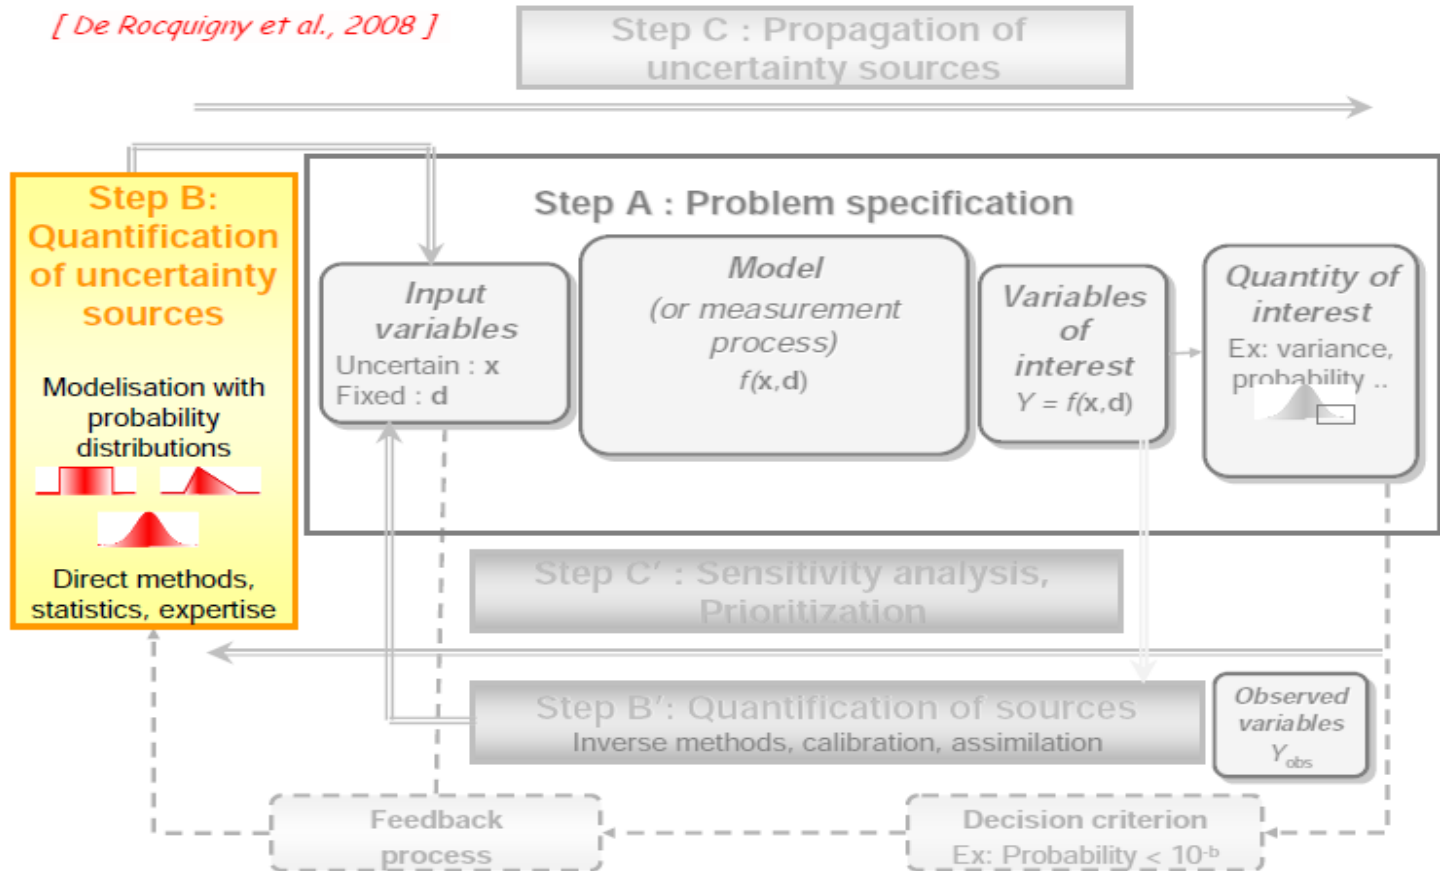 [ De Rocquigny et al., 2008 ]
Step C : Propagation of
uncertainty sources
Step B:
Quantification
of uncertainty
sources
Modelisation with
probability
distributions
Direct methods,
statistics, expertise
Step A : Problem specification
Input
variables
Uncertain : x
Fixed : d
Model
(or measurement
process)
f(x,d)
Variables
of
interest
Y = f(x,d)
Quantity of
interest
Ex: variance,
probability ..
Step C' : Sensitivity analysis,
Prioritization
Step B': Quantification of sources
Inverse methods, calibration, assimilation
Observed
variables
Yobs
Feedback
process
Decision criterion
Ex: Probability < 10-b